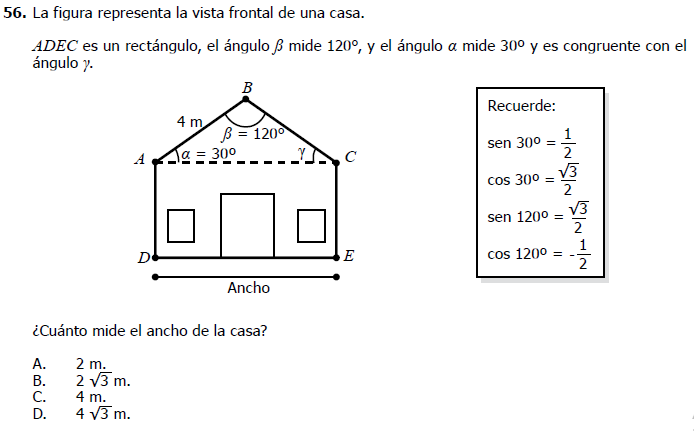 56. La figura representa la vista frontal de una casa.
ADEC es un rectángulo, el ángulo ß mide 120º, y el ángulo α mide 30º y es congruente con el
ángulo γ.
B
4 m
ß = 120º
A
α = 30º
γ
C
D
E
Ancho
Recuerde:
sen 30º = 1/2
cos 30º = √3/2
sen 120º = √3/2
cos 120º = -1/2
¿Cuánto mide el ancho de la casa?
A. 2 m.
B. 2 √3 m.
C. 4 m.
D. 4 √3 m.